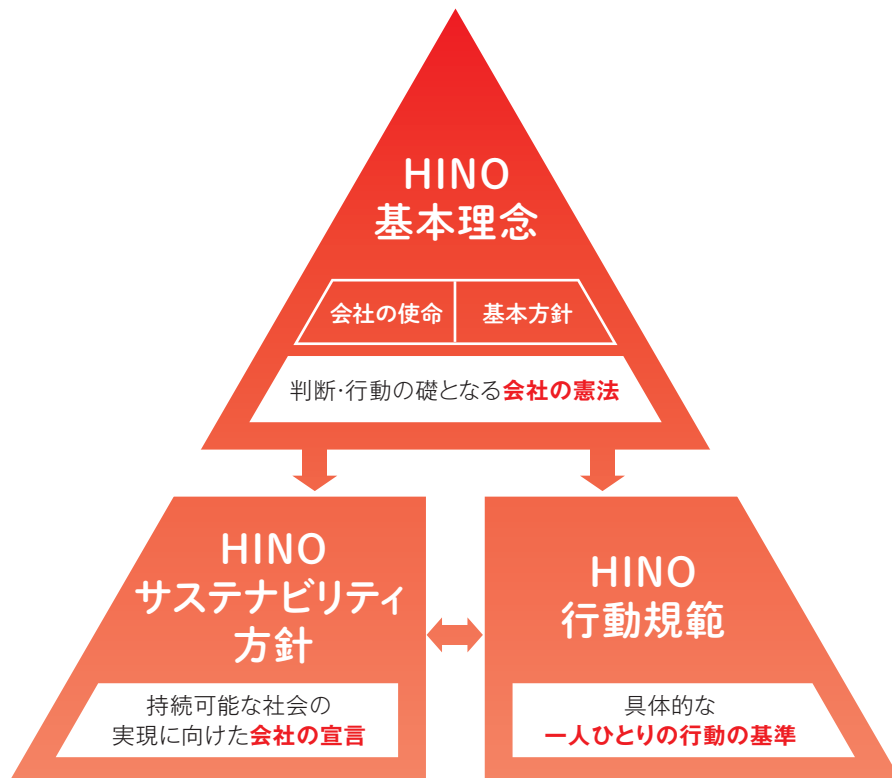 HINO
基本理念
会社の使命
基本方針
判断・行動の礎となる会社の憲法
HINO
サステナビリティ
方針
持続可能な社会の
実現に向けた会社の宣言
HINO
行動規範
具体的な
一人ひとりの行動の基準